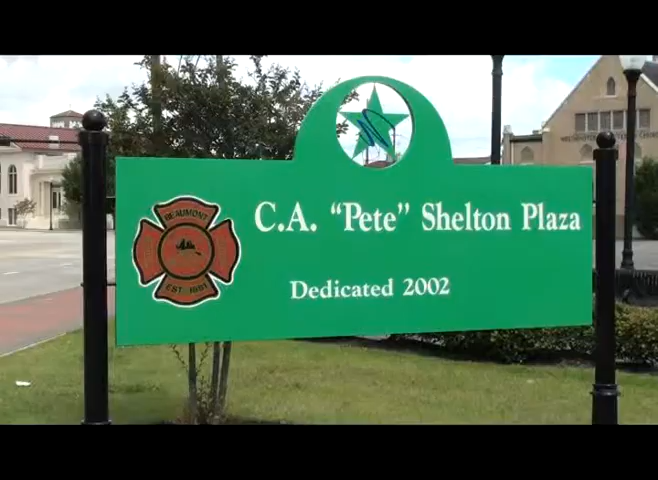 C.A. “Pete” Shelton Plaza
BEAUMONT
EST. 1881
Dedicated 2002